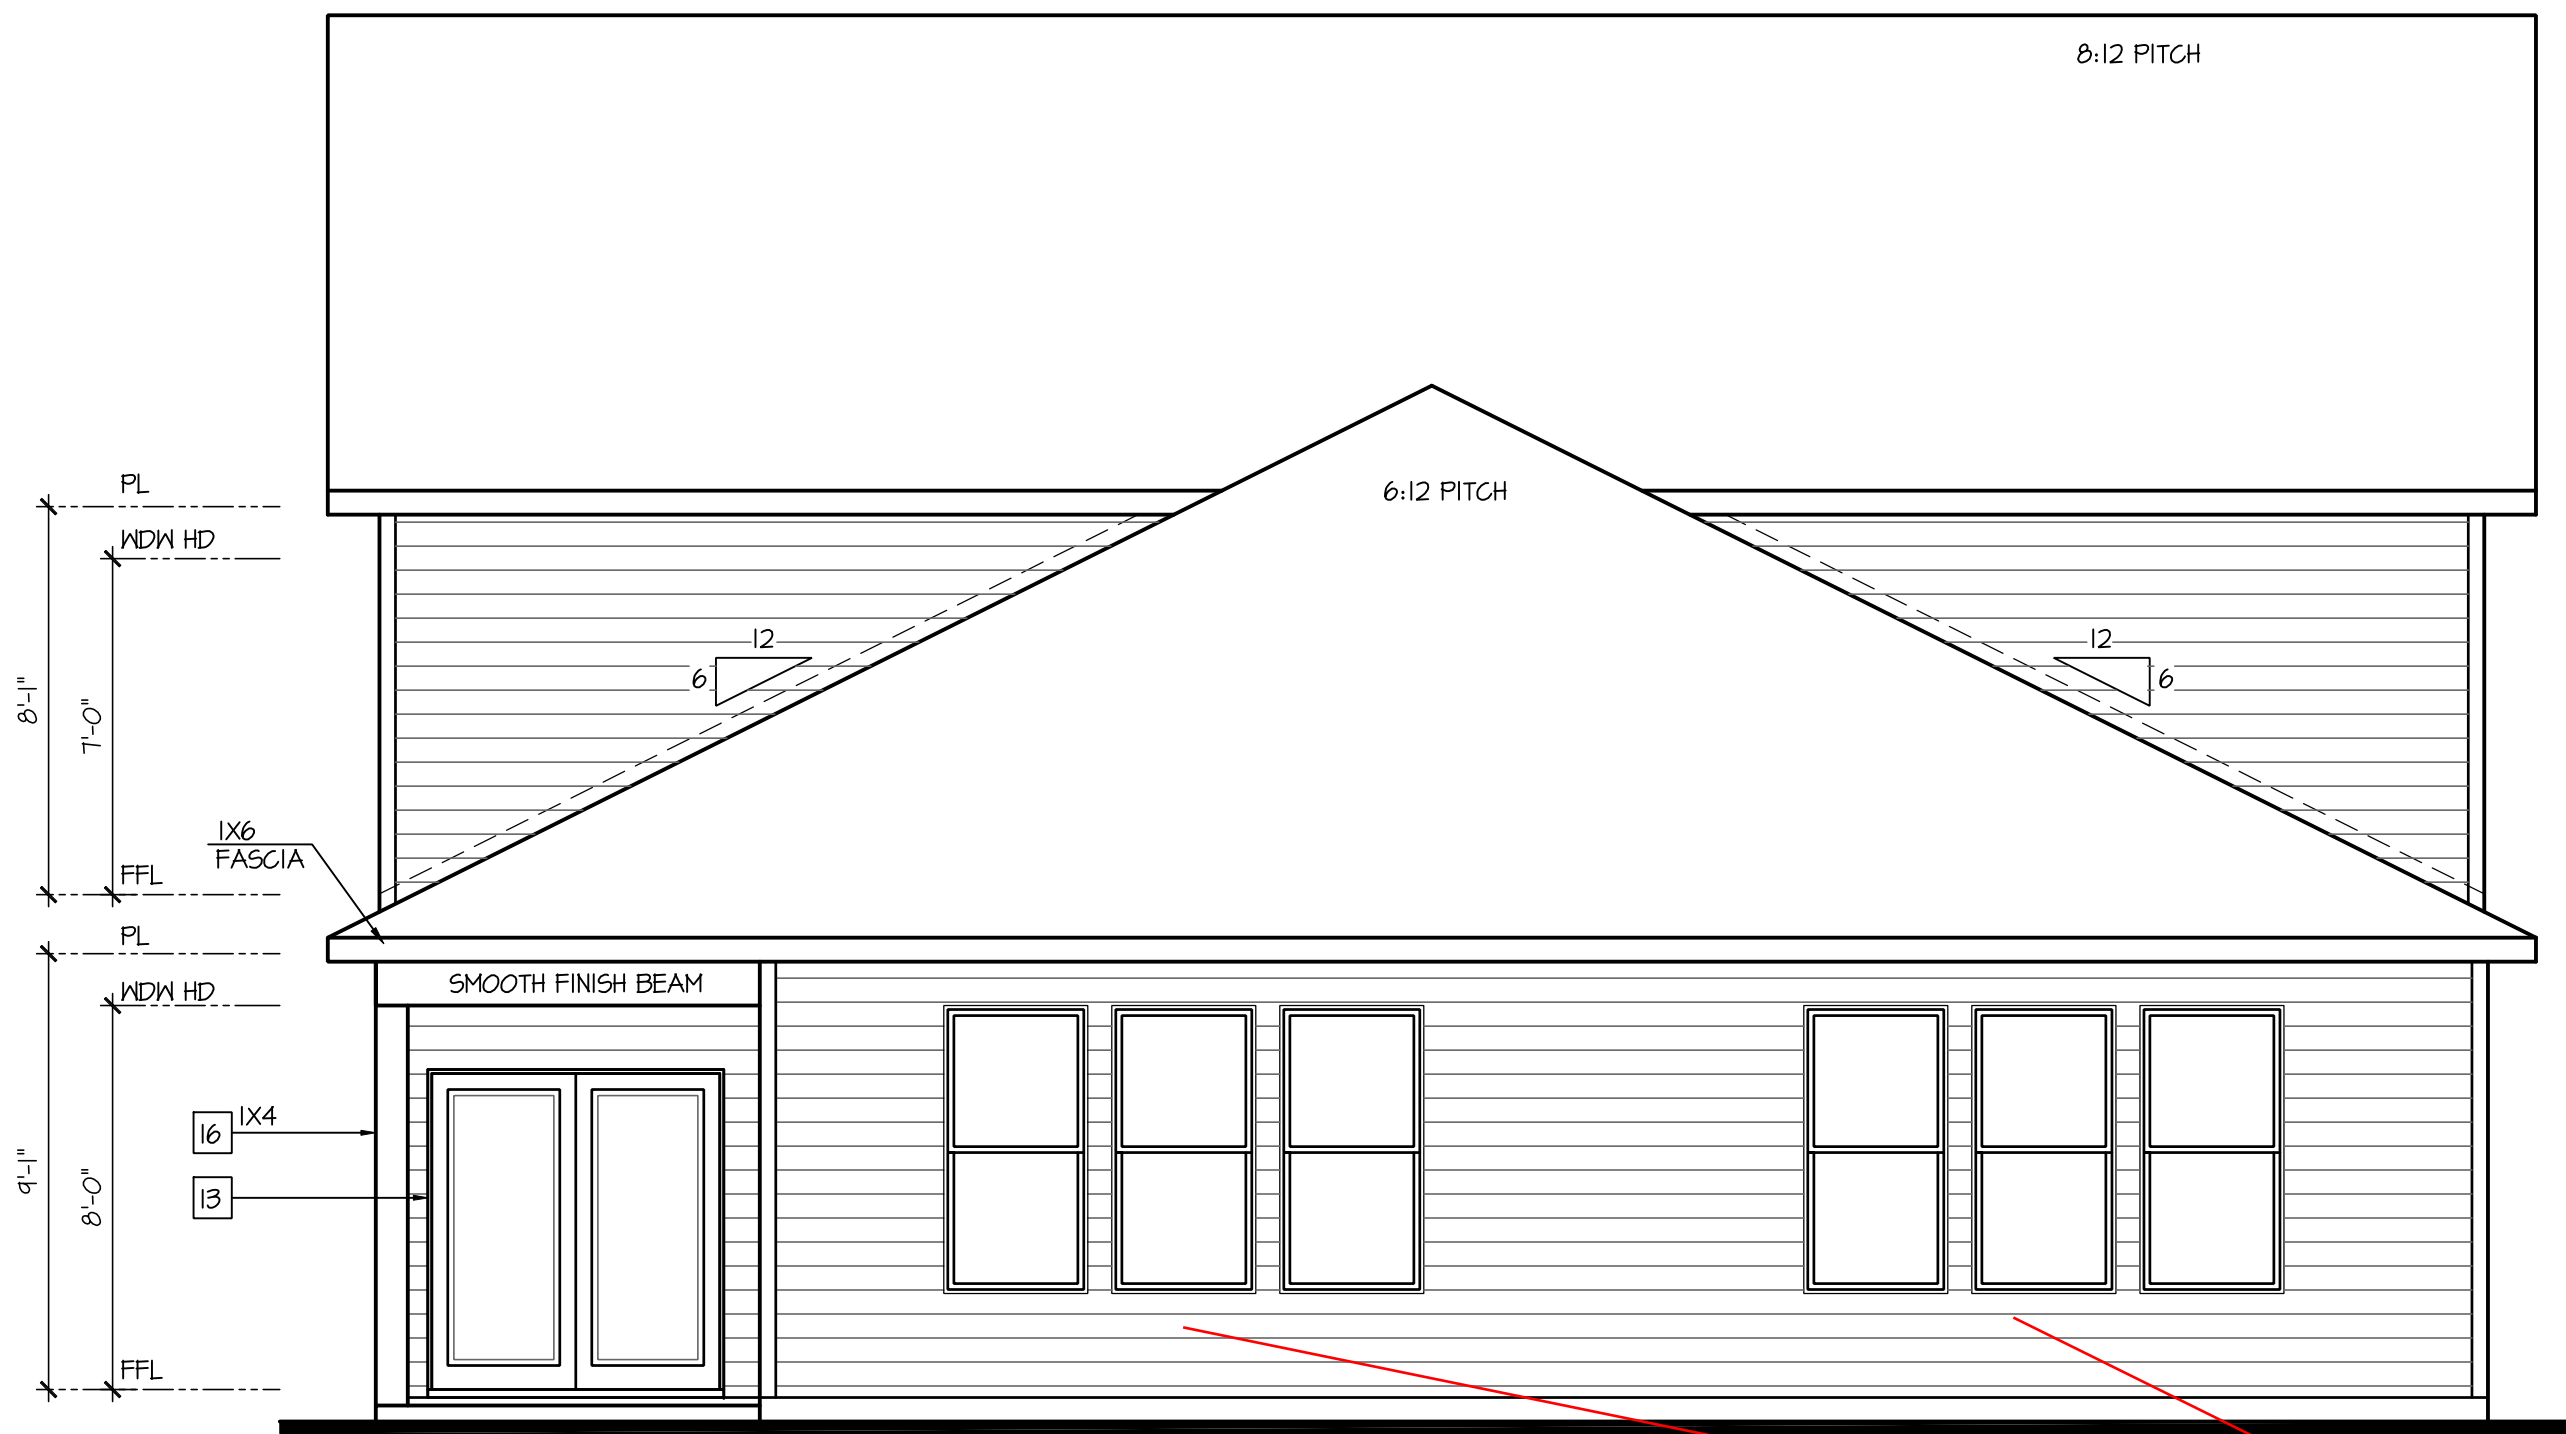 8:12 PITCH
PL
6:12 PITCH
WDW HD
12
12
6
6
8'-1"
7'-0"
1X6
FASCIA
FFL
PL
SMOOTH FINISH BEAM
WDW HD
1X4
16
9'-1"
8'-0"
13
FFL